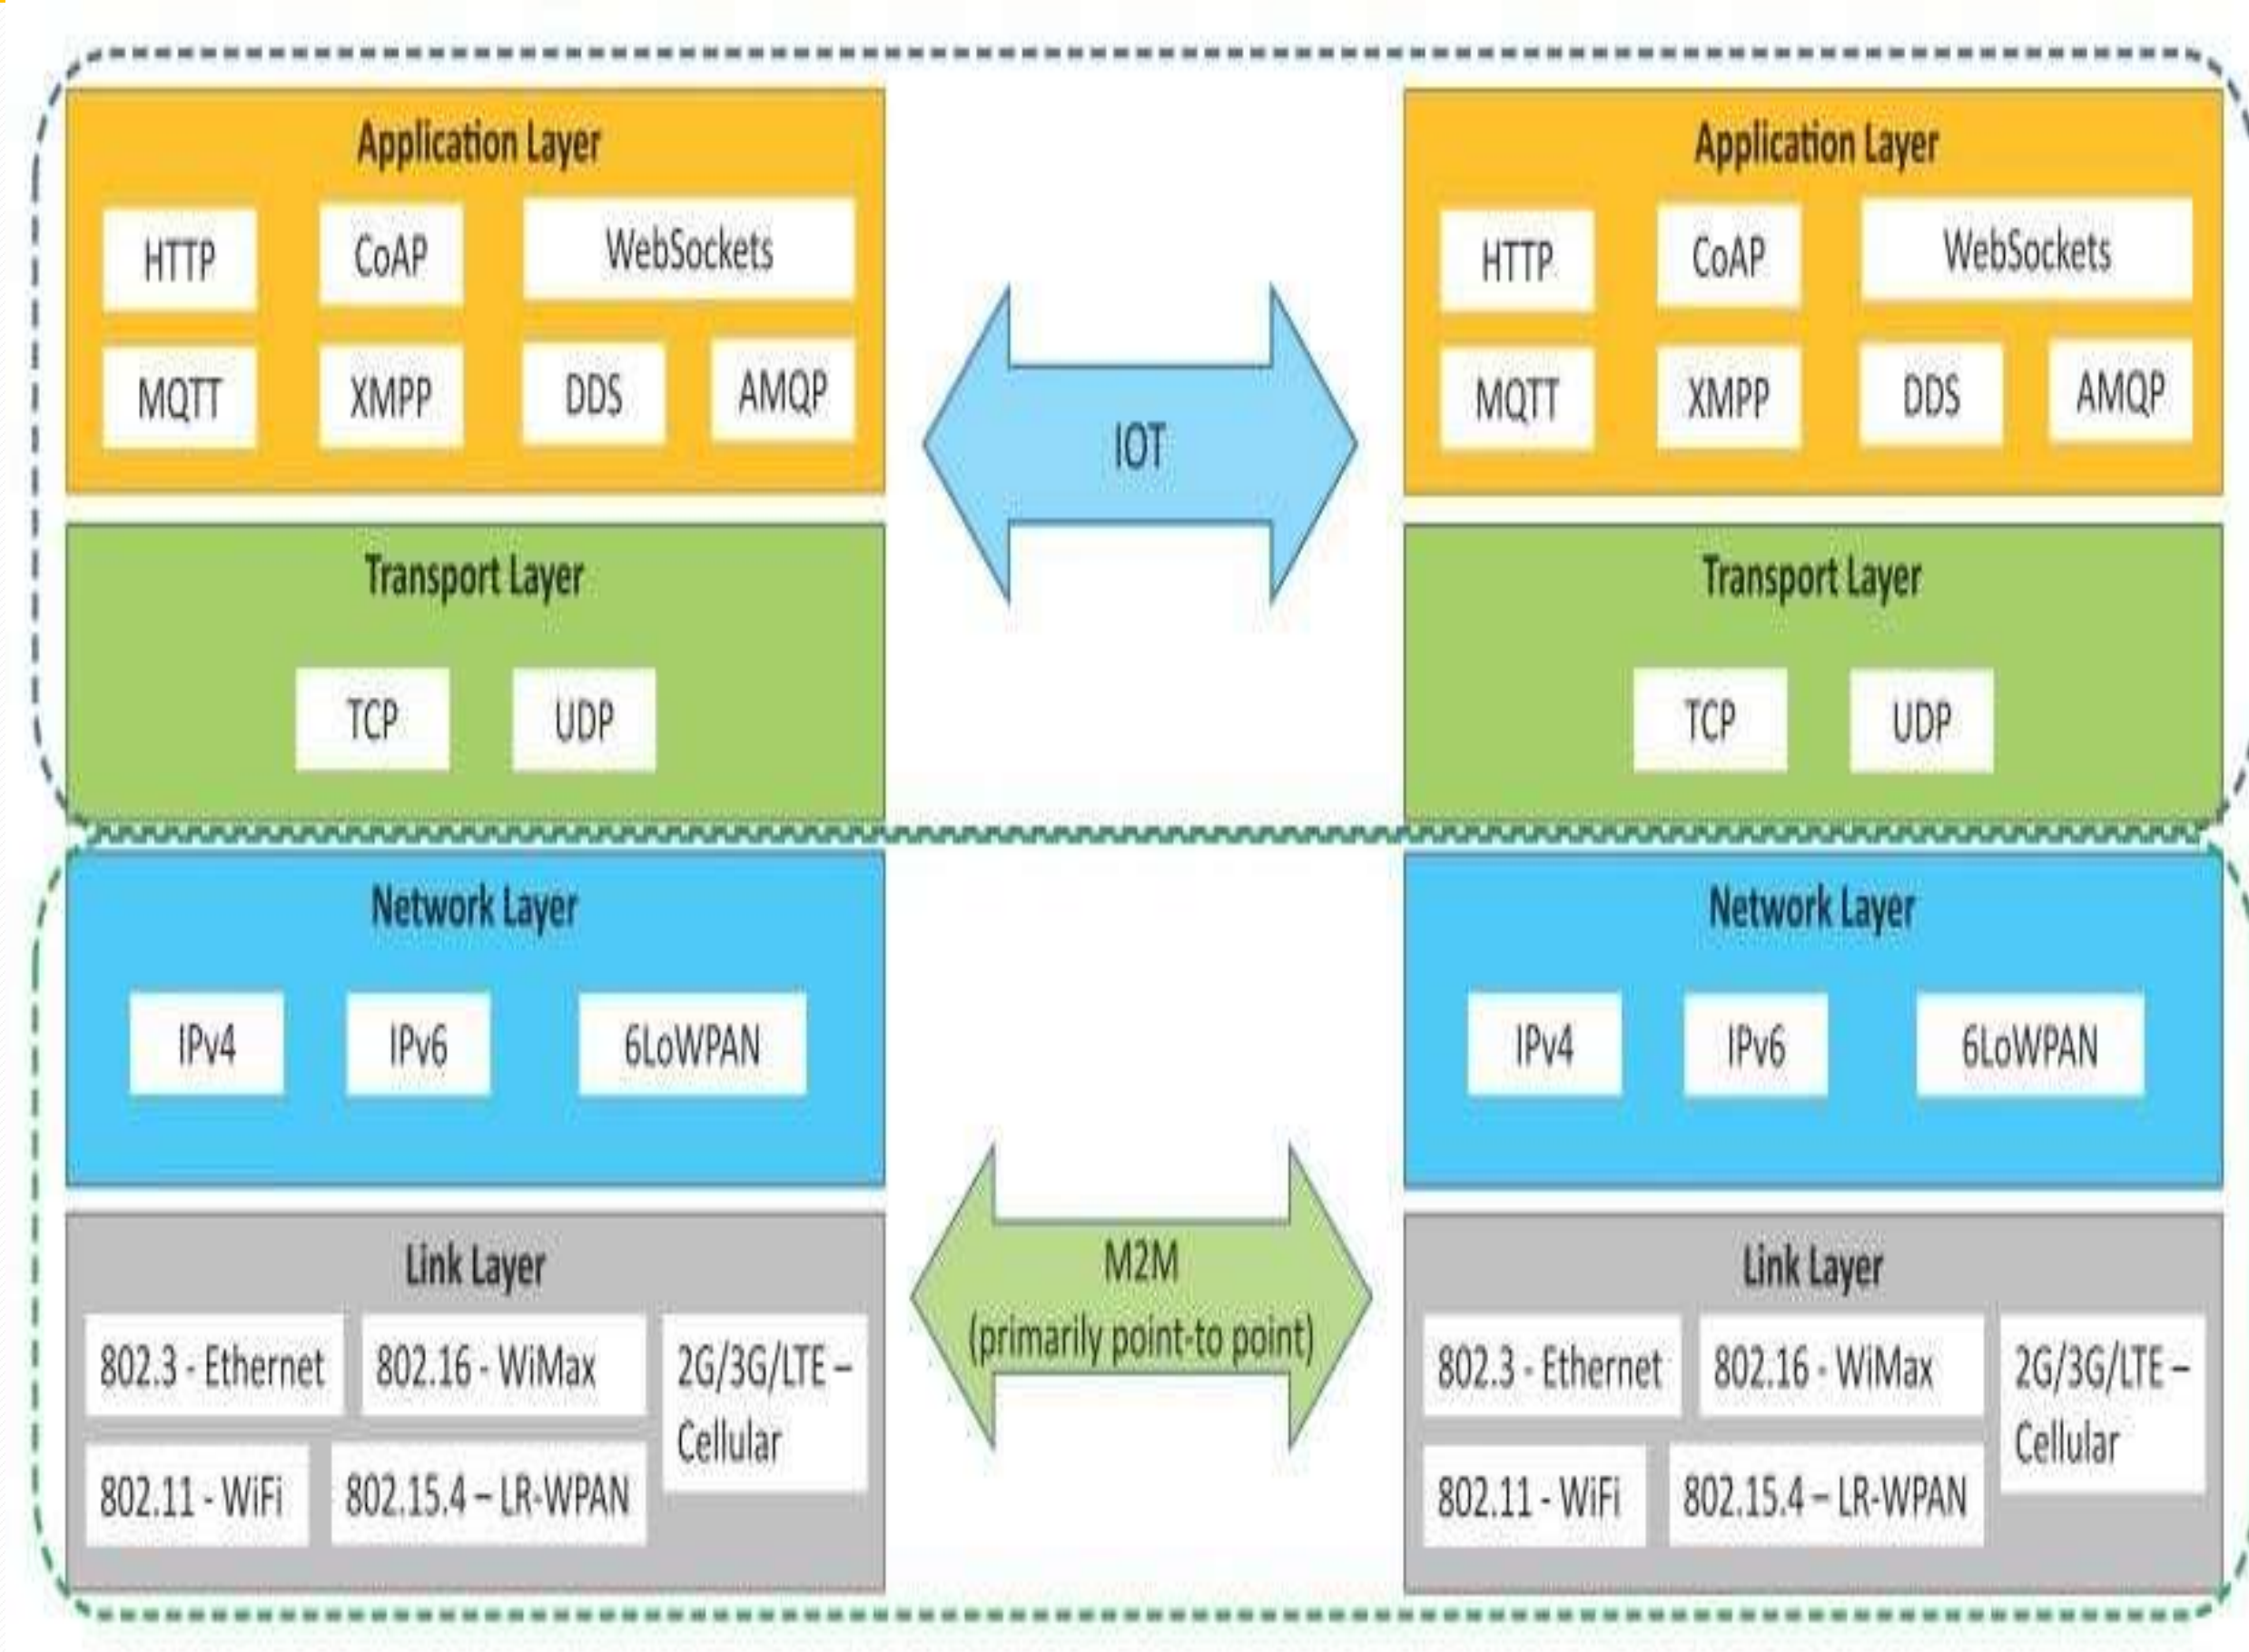 Application Layer
HTTP
CoAP
WebSockets
MQTT
XMPP
DDS
AMQP
Transport Layer
TCP
UDP
Network Layer
IPv4
IPv6
6LoWPAN
Link Layer
802.3 - Ethernet
802.16 - WiMax
2G/3G/LTE –
Cellular
802.11 - WiFi
802.15.4 – LR-WPAN
IOT
M2M
(primarily point-to point)
Application Layer
HTTP
CoAP
WebSockets
MQTT
XMPP
DDS
AMQP
Transport Layer
TCP
UDP
Network Layer
IPv4
IPv6
6LoWPAN
Link Layer
802.3 - Ethernet
802.16 - WiMax
2G/3G/LTE –
Cellular
802.11 - WiFi
802.15.4 – LR-WPAN